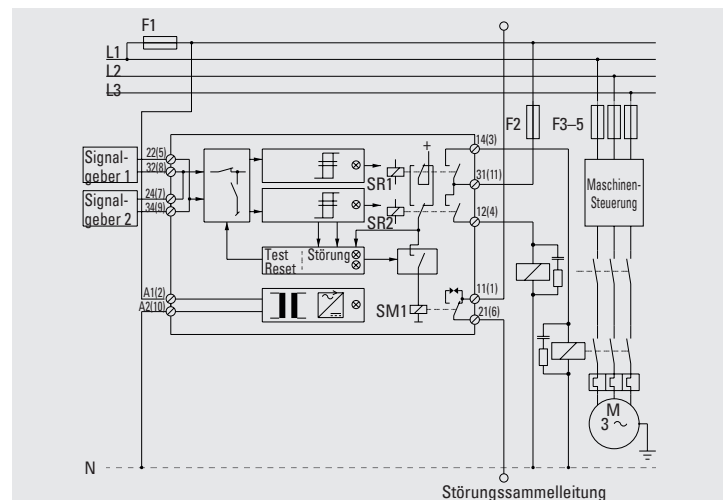 F1
L1
L2
L3
F2
F3–5
14(3)
Signal-
geber 1
22(5)
32(8)
+
SR1
31(11)
Maschinen-
Steuerung
Signal-
geber 2
24(7)
34(9)
SR2
12(4)
Test
Reset
Störung
A1(2)
A2(10)
SM1
11(1)
21(6)
M
3 ~
N
Störungssammelleitung